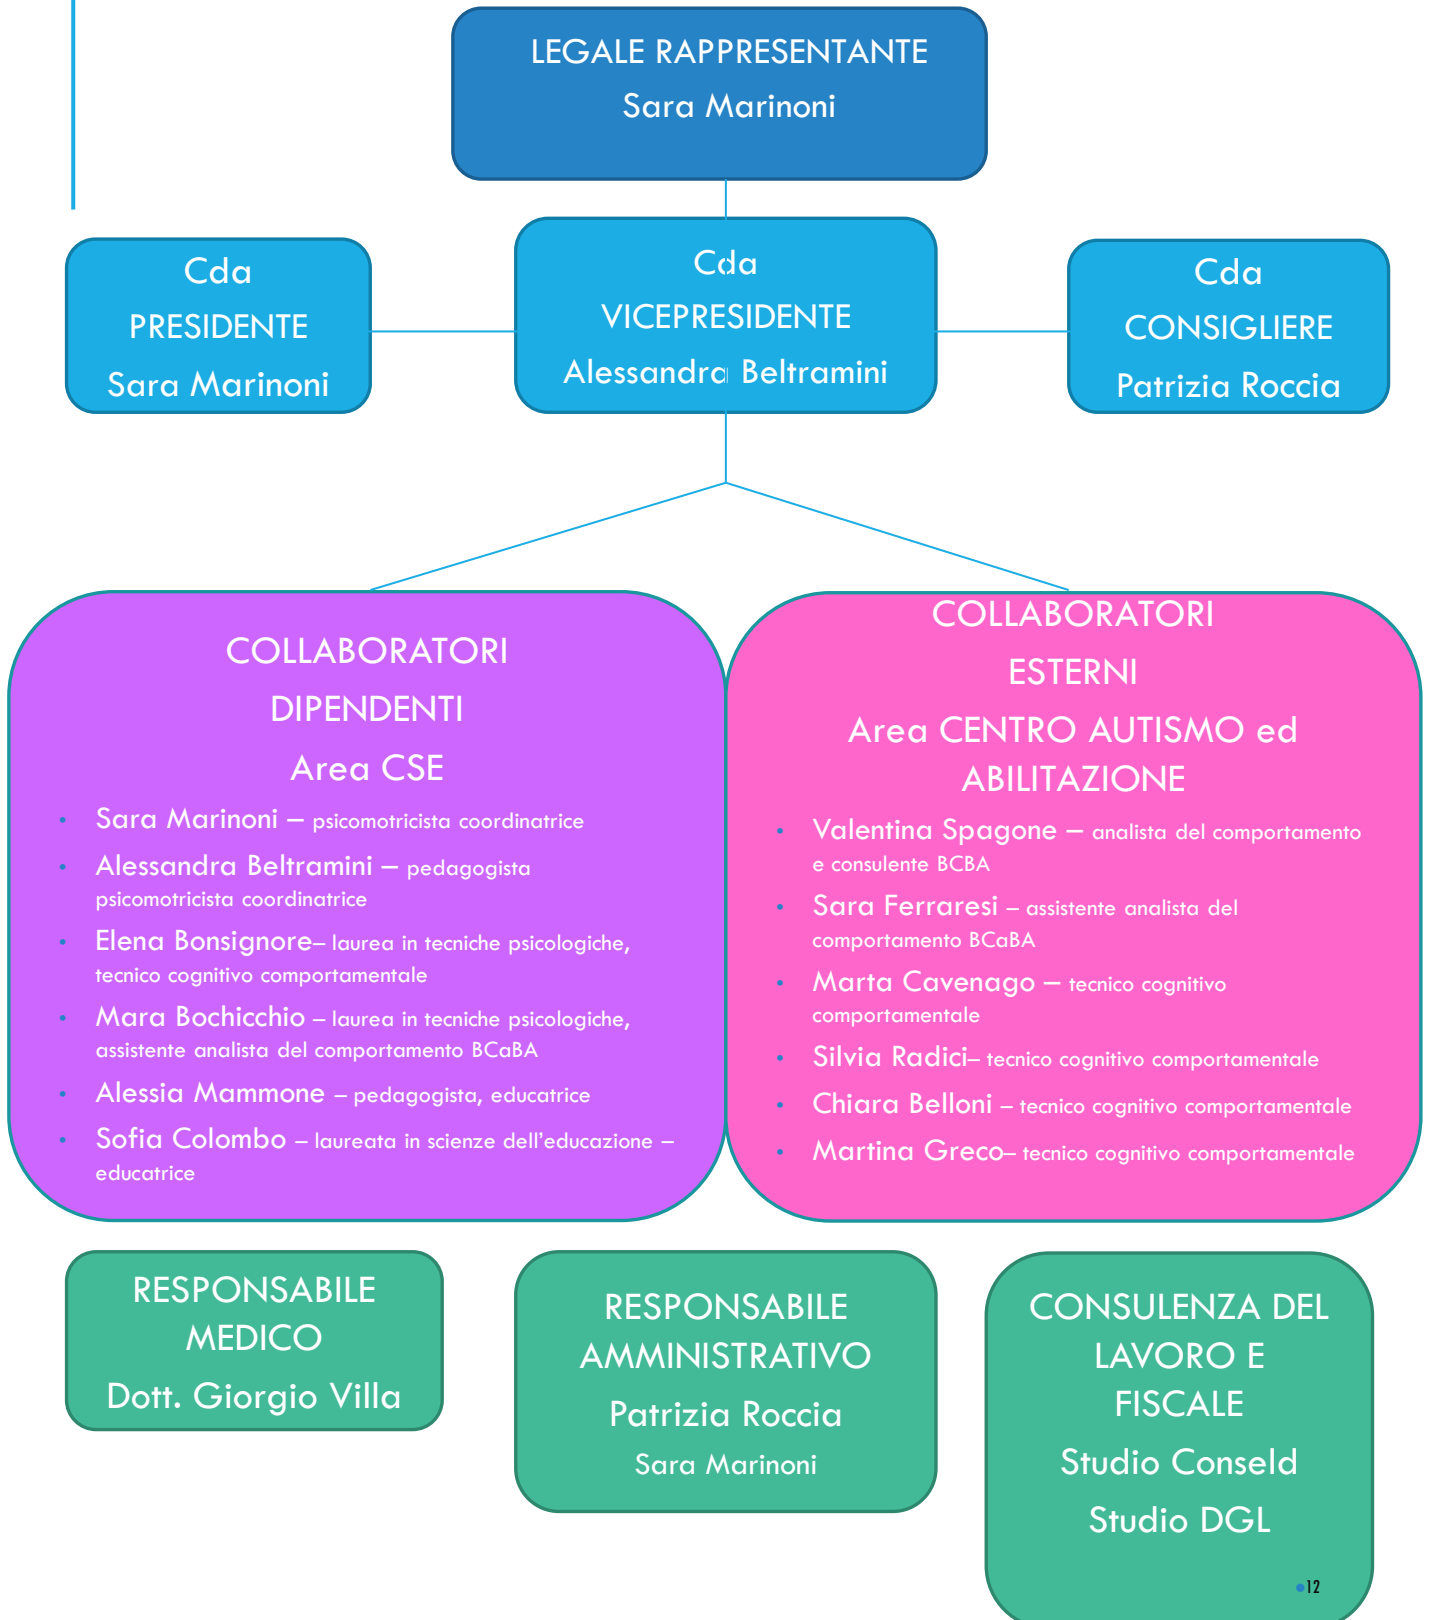 LEGALE RAPPRESENTANTE
Sara Marinoni
Cda
PRESIDENTE
Sara Marinoni
Cda
VICEPRESIDENTE
Alessandra Beltramini
Cda
CONSIGLIERE
Patrizia Roccia
COLLABORATORI
DIPENDENTI
Area CSE
• Sara Marinoni – psicomotricista coordinatrice
• Alessandra Beltramini – pedagogista
psicomotricista coordinatrice
• Elena Bonsignore– laurea in tecniche psicologiche,
tecnico cognitivo comportamentale
• Mara Bochicchio – laurea in tecniche psicologiche,
assistente analista del comportamento BCaBA
• Alessia Mammone – pedagogista, educatrice
• Sofia Colombo – laureata in scienze dell'educazione –
educatrice
COLLABORATORI
ESTERNI
Area CENTRO AUTISMO ed
ABILITAZIONE
• Valentina Spagone – analista del comportamento
e consulente BCBA
• Sara Ferraresi – assistente analista del
comportamento BCaBA
• Marta Cavenago – tecnico cognitivo
comportamentale
• Silvia Radici– tecnico cognitivo comportamentale
• Chiara Belloni – tecnico cognitivo comportamentale
• Martina Greco– tecnico cognitivo comportamentale
RESPONSABILE
MEDICO
Dott. Giorgio Villa
RESPONSABILE
AMMINISTRATIVO
Patrizia Roccia
Sara Marinoni
CONSULENZA DEL
LAVORO E
FISCALE
Studio Conseld
Studio DGL
•12